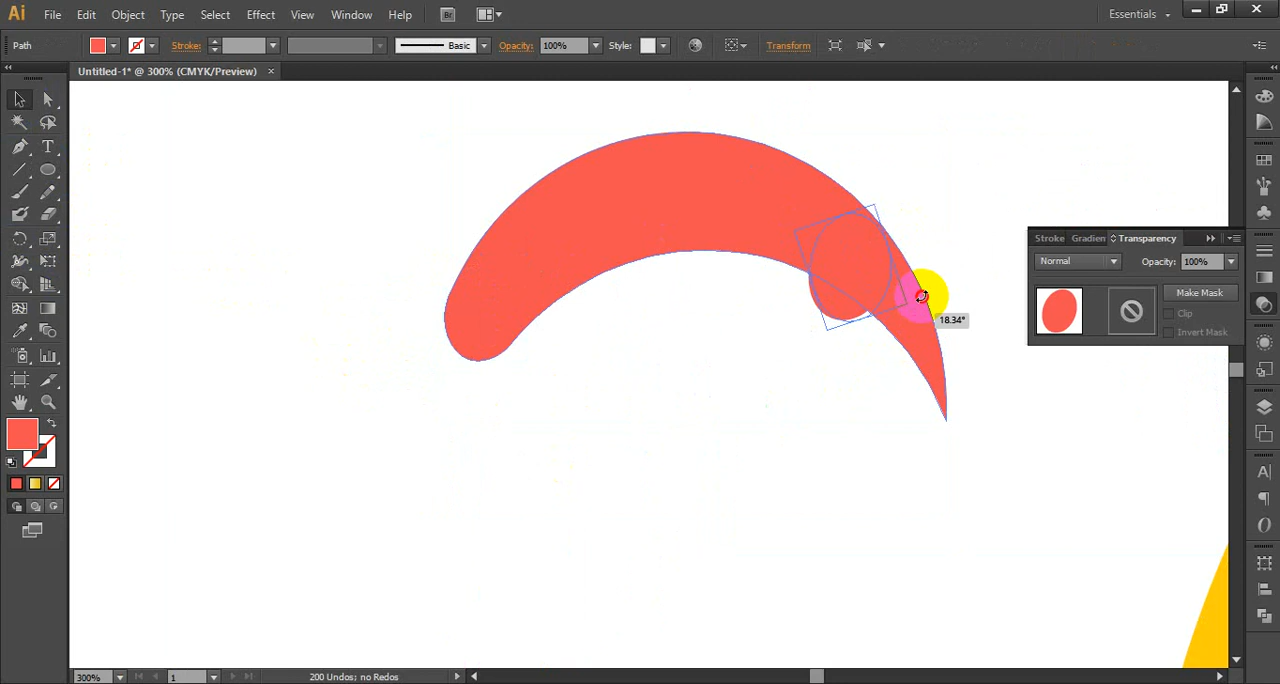 Ai File Edit Object Type Select Effect View Window Help Br Essentials
Path Stroke: Basic Opacity: 100% Style: Transform
Untitled-1* @ 300% (CMYK/Preview) ×
Stroke Gradien Transparency
Normal Opacity: 100%
Make Mask
Clip
Invert Mask
18.34°
300% 1 200 Undos; no Redos